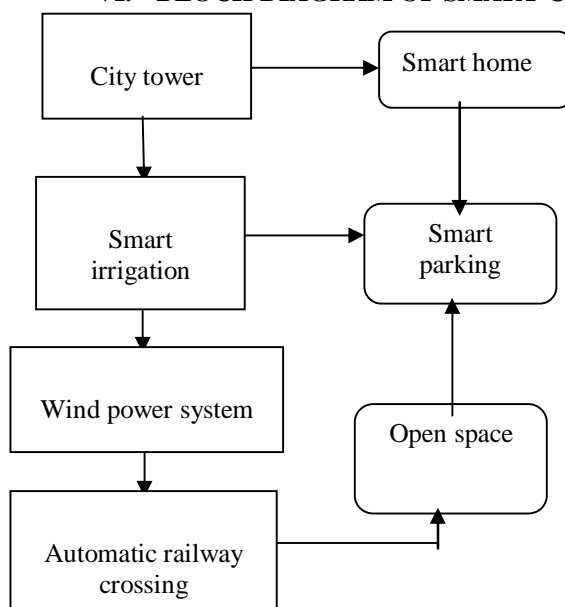 City tower
Smart home
Smart
irrigation
Smart
parking
Wind power system
Open space
Automatic railway
crossing